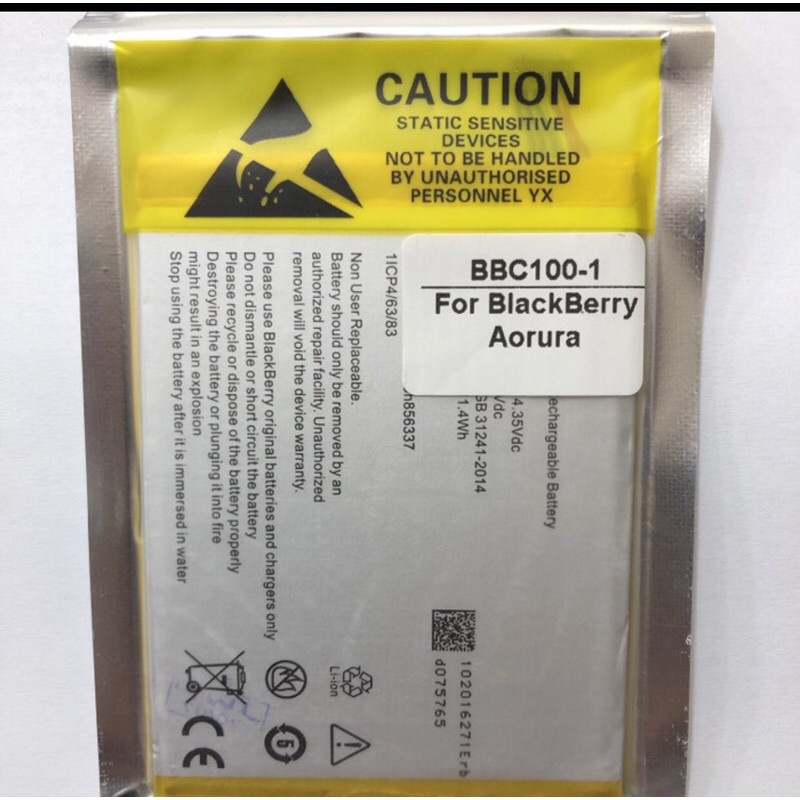 CAUTION
STATIC SENSITIVE
DEVICES
NOT TO BE HANDLED
BY UNAUTHORISED
PERSONNEL YX
BBC100-1
For BlackBerry
Aorura
echargeable Battery
4.35Vdc
Vdc
GB 31241-2014
1.4Wh
h856337
1ICP4/63/83
Non User Replaceable.
Battery should only be removed by an
authorized repair facility. Unauthorized
removal will void the device warranty.
Please use BlackBerry original batteries and chargers only
Do not dismantle or short circuit the battery
Please recycle or dispose of the battery properly
Destroying the battery or plunging it into fire
might result in an explosion
Stop using the battery after it is immersed in water
102016271Erb
d075765
Li-ion
6
CE